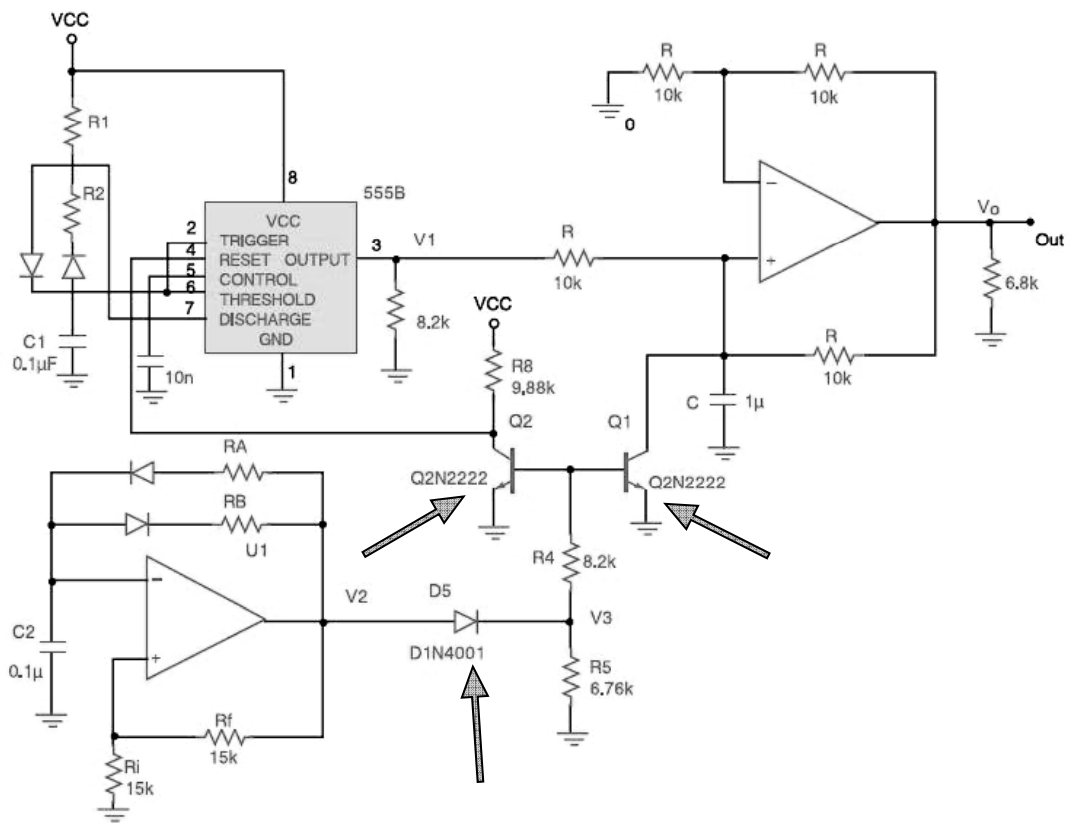 VCC
R
10k
R
10k
0
R1
R2
8
555B
VCC
2
TRIGGER
4
RESET OUTPUT
3
V1
5
CONTROL
6
THRESHOLD
7
DISCHARGE
GND
1
R
10k
−
+
Vo
Out
6.8k
8.2k
C1
0.1µF
10n
VCC
R8
9.88k
R
10k
C
1µ
Q2
Q1
Q2N2222
Q2N2222
RA
RB
U1
R4
8.2k
−
+
V2
D5
D1N4001
V3
C2
0.1µ
R5
6.76k
Rf
15k
Ri
15k